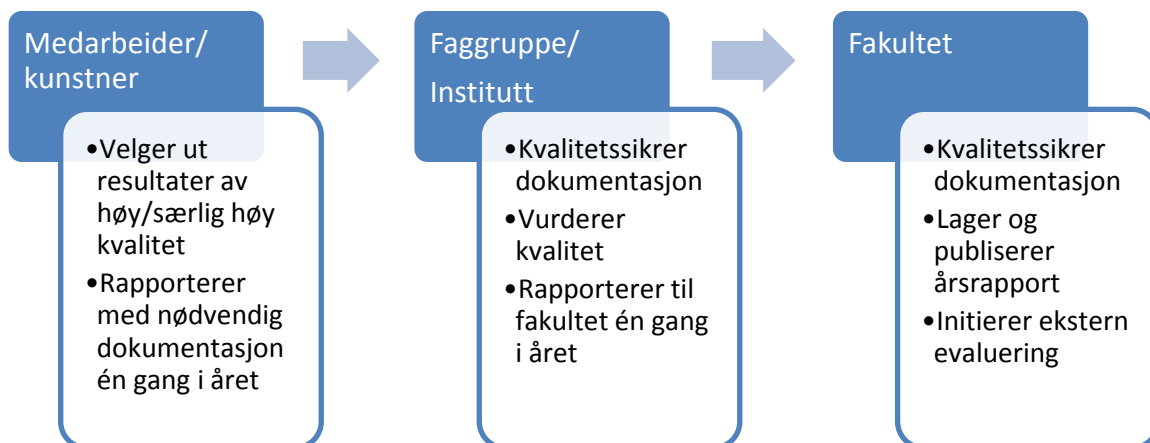 Medarbeider/
kunstner
•Velger ut
resultater av
høy/særlig høy
kvalitet
•Rapporterer
med nødvendig
dokumentasjon
én gang i året
Faggruppe/
Institutt
•Kvalitetssikrer
dokumentasjon
•Vurderer
kvalitet
•Rapporterer til
fakultet én gang
i året
Fakultet
•Kvalitetssikrer
dokumentasjon
•Lager og
publiserer
årsrapport
•Initierer ekstern
evaluering